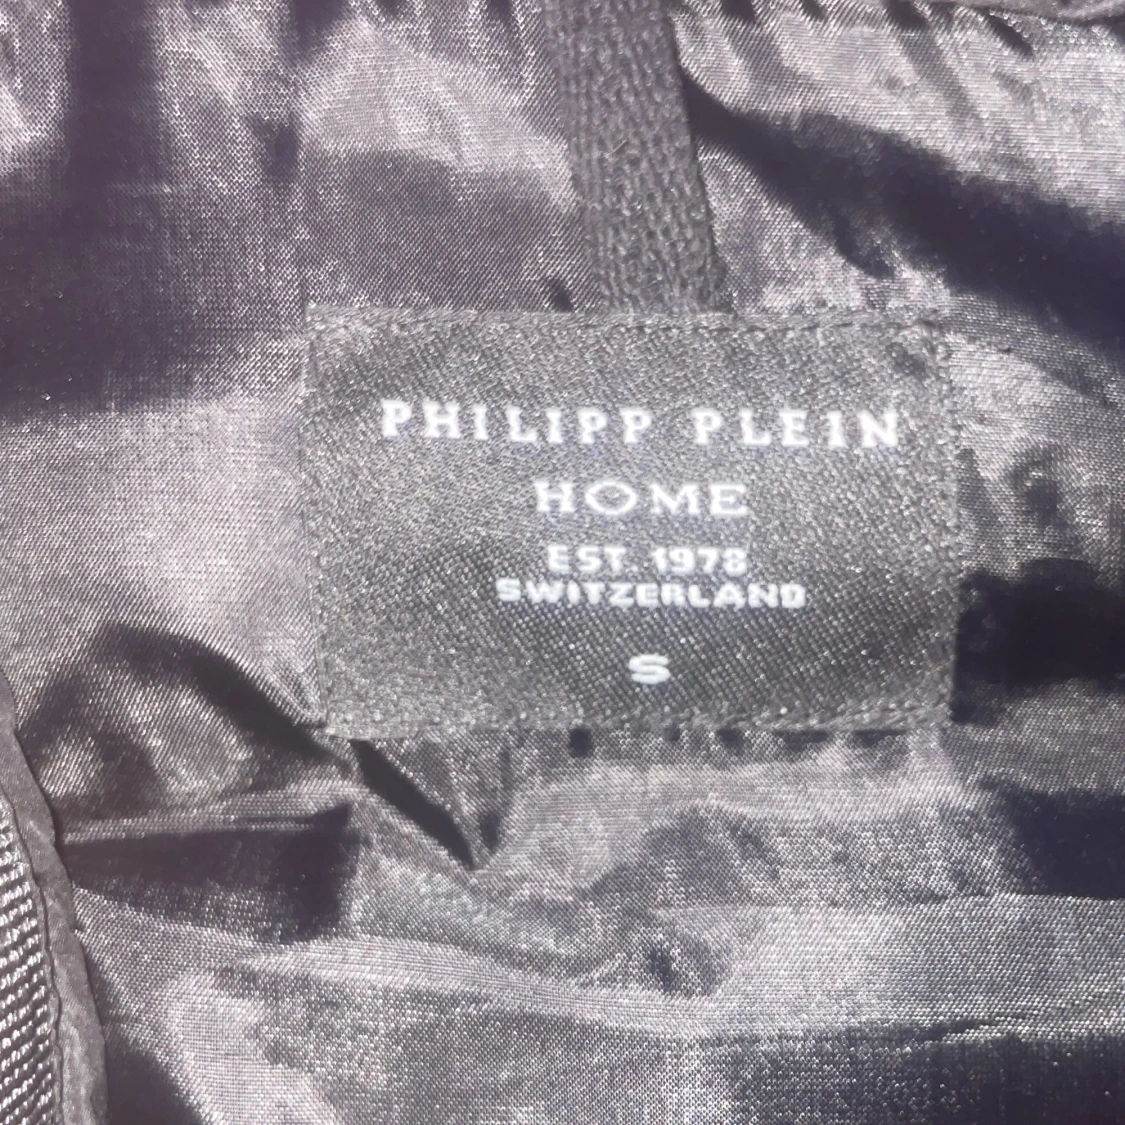 PHILIPP PLEIN
HOME
EST. 1978
SWITZERLAND
S